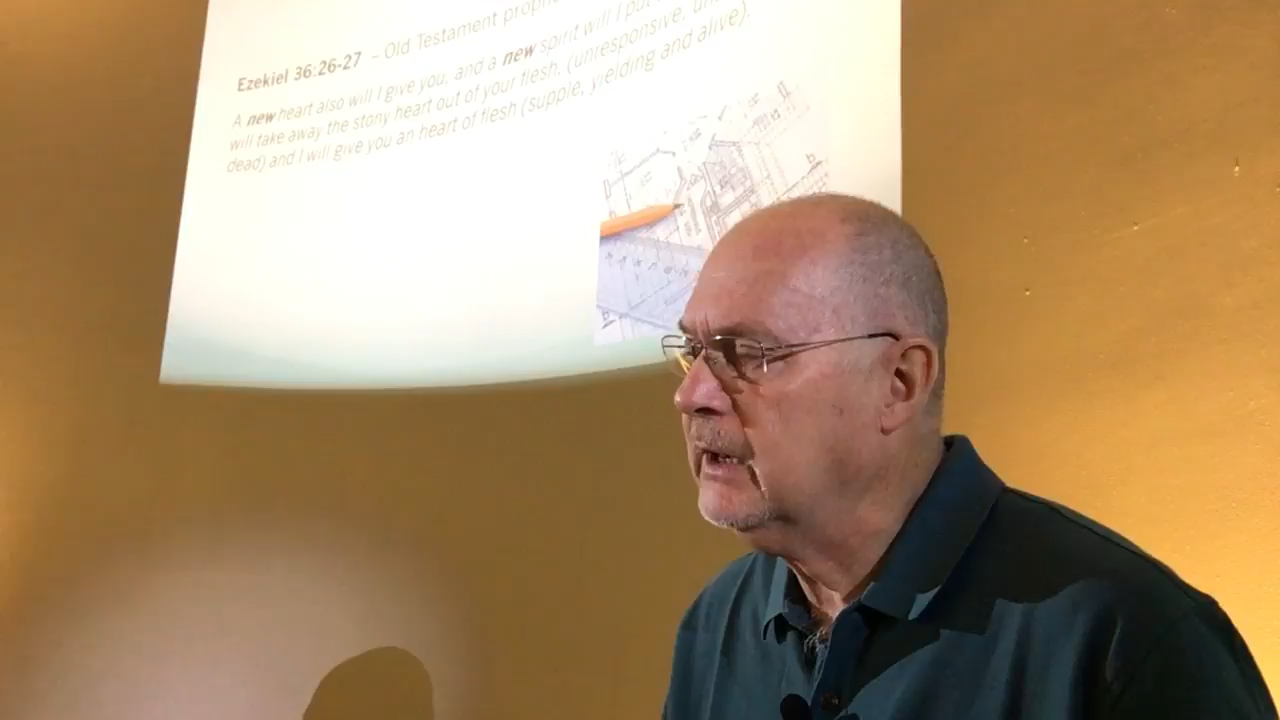 Ezekiel 36:26-27 – Old Testament
A new heart also will I give you, and a new spirit will I put
will take away the stony heart out of your flesh, (unresponsive,
dead) and I will give you an heart of flesh (supple, yielding and alive).